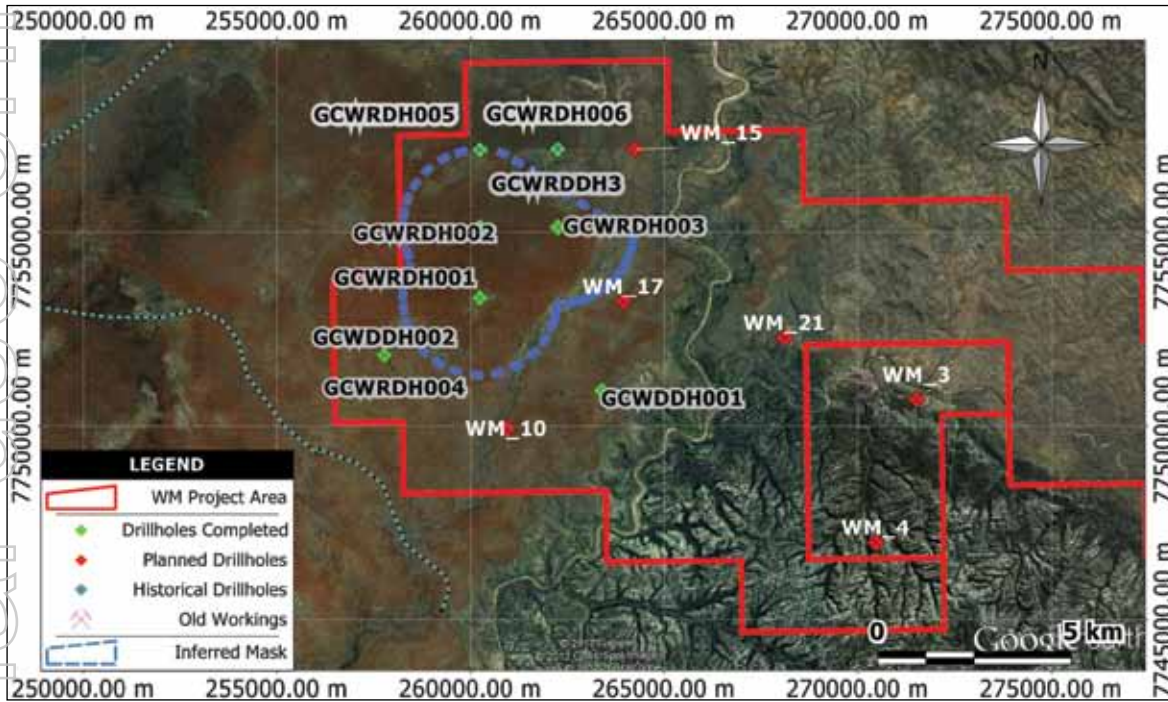 250000.00 m 255000.00 m 260000.00 m 265000.00 m 270000.00 m 275000.00 m
N
GCWRDH005
GCWRDH006
WM_15
GCWRDDH3
GCWRDH002
GCWRDH003
7755000.00 m
7755000.00 m
GCWRDH001
WM_17
WM_21
GCWDDH002
GCWRDH004
WM_3
GCWDDH001
WM_10
7750000.00 m
7750000.00 m
LEGEND
WM Project Area
Drillholes Completed
Planned Drillholes
Historical Drillholes
Old Workings
Inferred Mask
WM_4
0 5 km
Google
7745000.00 m
250000.00 m 255000.00 m 260000.00 m 265000.00 m 270000.00 m 275000.00 m